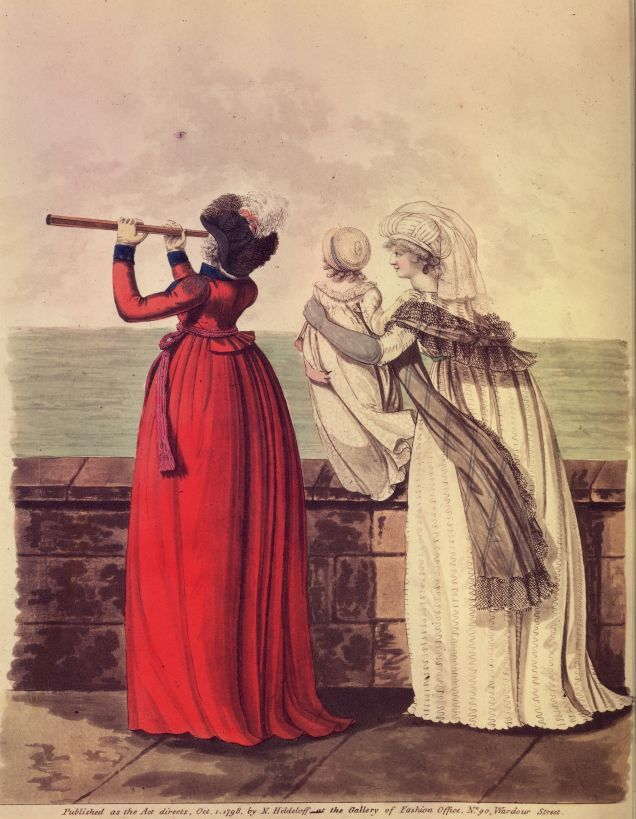 Published as the Act directs, Oct. 1. 1798, by N. Heideloff, at the Gallery of Fashion Office, No. 90, Wardour Street.